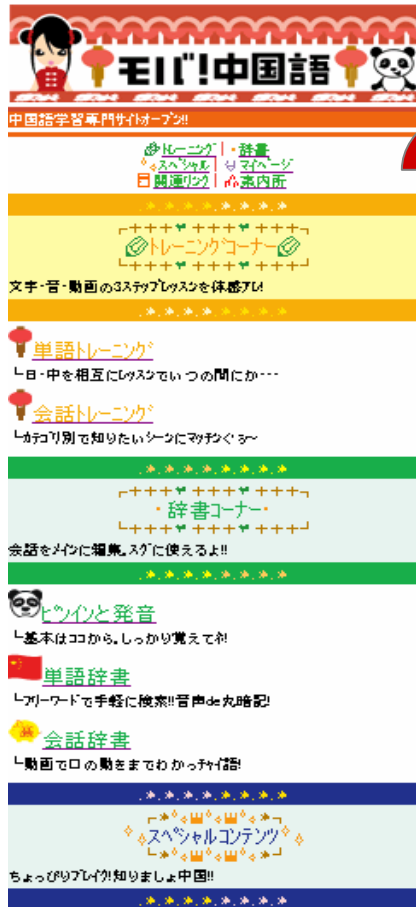 モバ!中国語
中国語学習専門サイトオープン!!
トレーニング|・辞書
スペシャル|マイページ
関連リンク|案内所
トレーニングコーナー
文字・音・動画の3ステップレッスンを体感アレ!
単語トレーニング
└日・中を相互にレッスンでいつの間にか・・・
会話トレーニング
└カテゴリ別で知りたいシーンにマッチンぐぅ〜
・辞書コーナー・
会話をメインに編集。スグに使えるよ!!
ピンインと発音
└基本はココから。しっかり覚えてネ!
単語辞書
└フリーワードで手軽に検索!!音声de丸暗記!
会話辞書
└動画で口の動きまでわかっチャイ語!
スペシャルコンテンツ
ちょっぴりブレイク!知りましょ中国!!